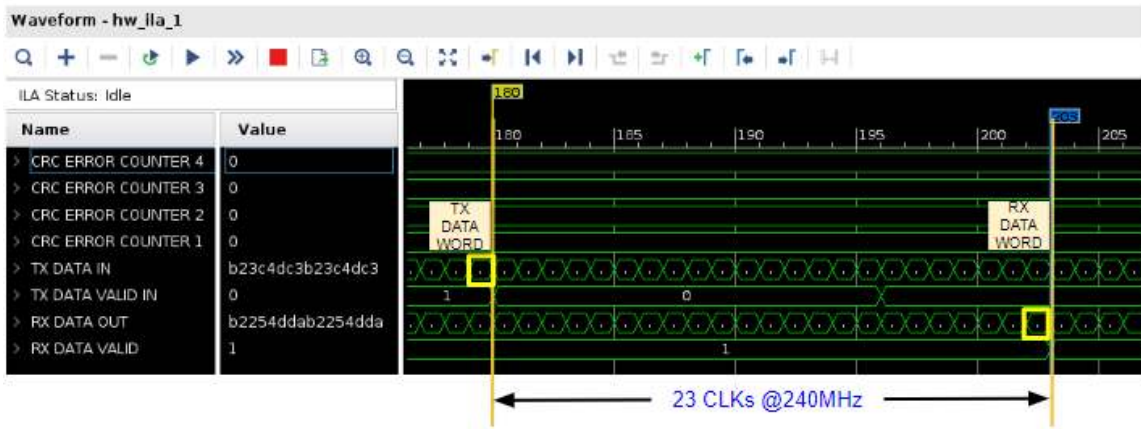 Waveform - hw_ila_1
ILA Status: Idle
Name Value
CRC ERROR COUNTER 4 0
CRC ERROR COUNTER 3 0
CRC ERROR COUNTER 2 0
CRC ERROR COUNTER 1 0
TX DATA IN b23c4dc3b23c4dc3
TX DATA VALID IN 0
RX DATA OUT b2254ddab2254dda
RX DATA VALID 1
180
203
180 185 190 195 200 205
TX
DATA
WORD
RX
DATA
WORD
1 0
1
23 CLKs @240MHz